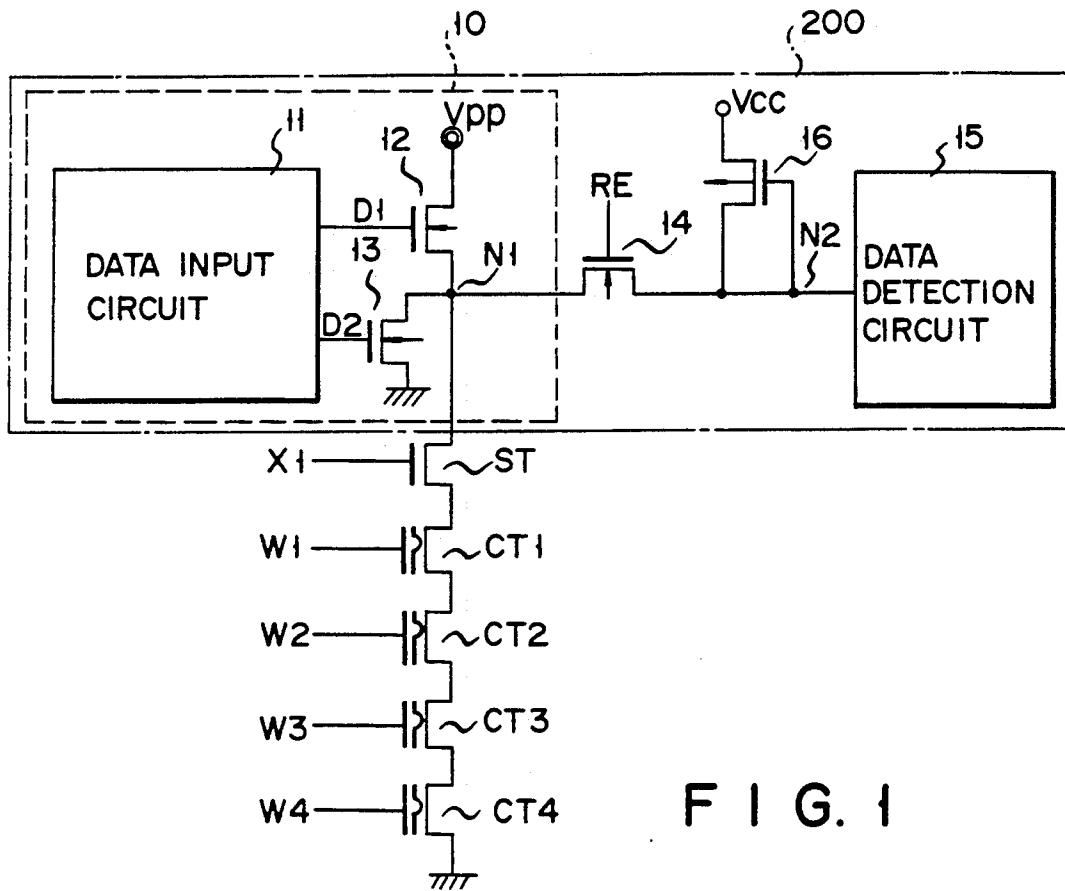 10
200
Vpp
Vcc
11
12
16
15
RE
D1
14
13
N1
N2
DATA INPUT
CIRCUIT
DATA
DETECTION
CIRCUIT
D2
X1
ST
W1
CT1
W2
CT2
W3
CT3
W4
CT4
FIG. 1